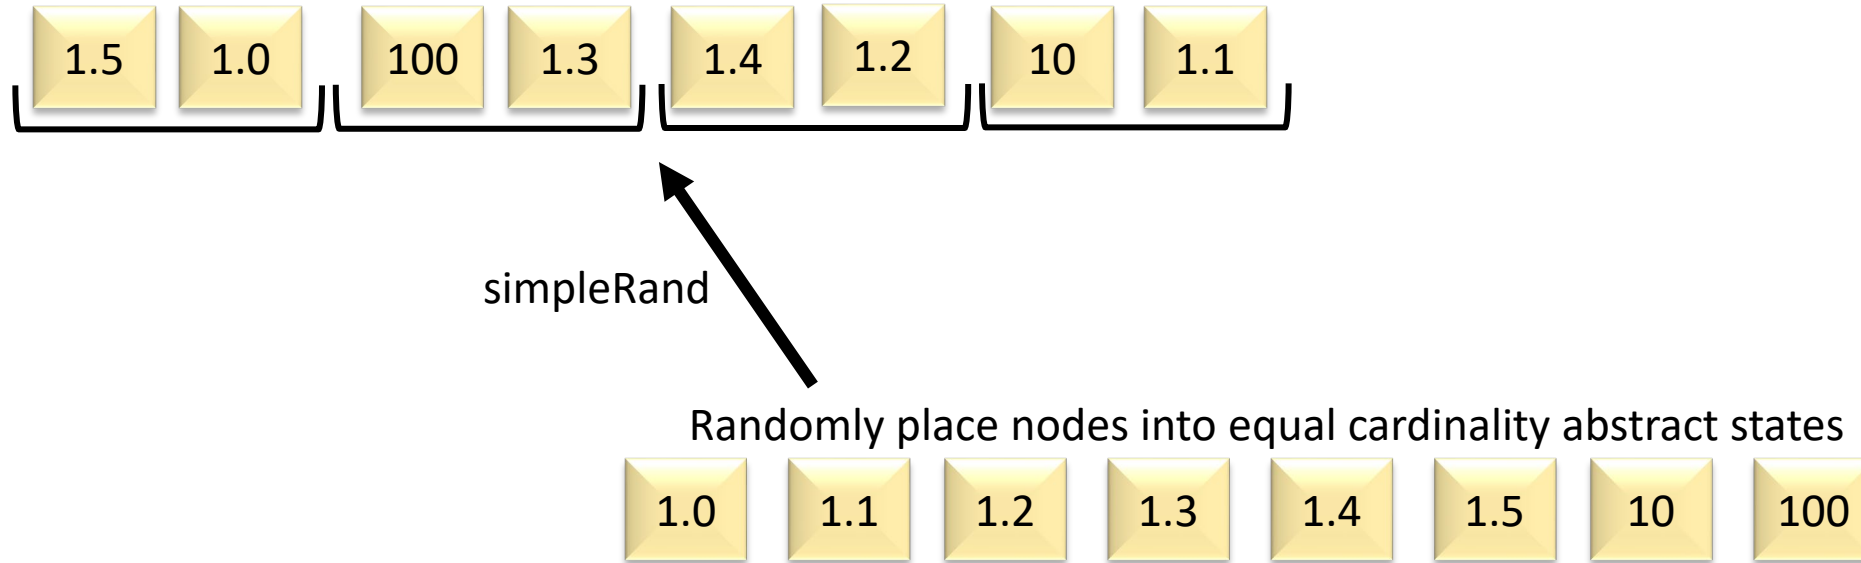 1.5 1.0 100 1.3 1.4 1.2 10 1.1
simpleRand
Randomly place nodes into equal cardinality abstract states
1.0 1.1 1.2 1.3 1.4 1.5 10 100